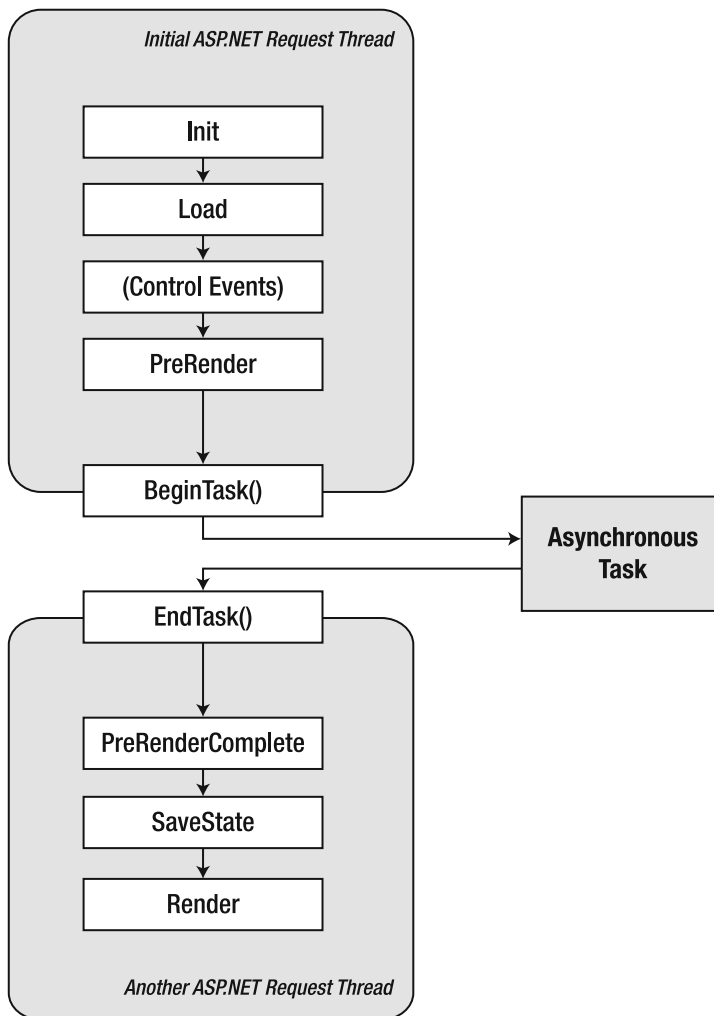 Initial ASP.NET Request Thread
Init
Load
(Control Events)
PreRender
BeginTask()
Asynchronous
Task
EndTask()
PreRenderComplete
SaveState
Render
Another ASP.NET Request Thread